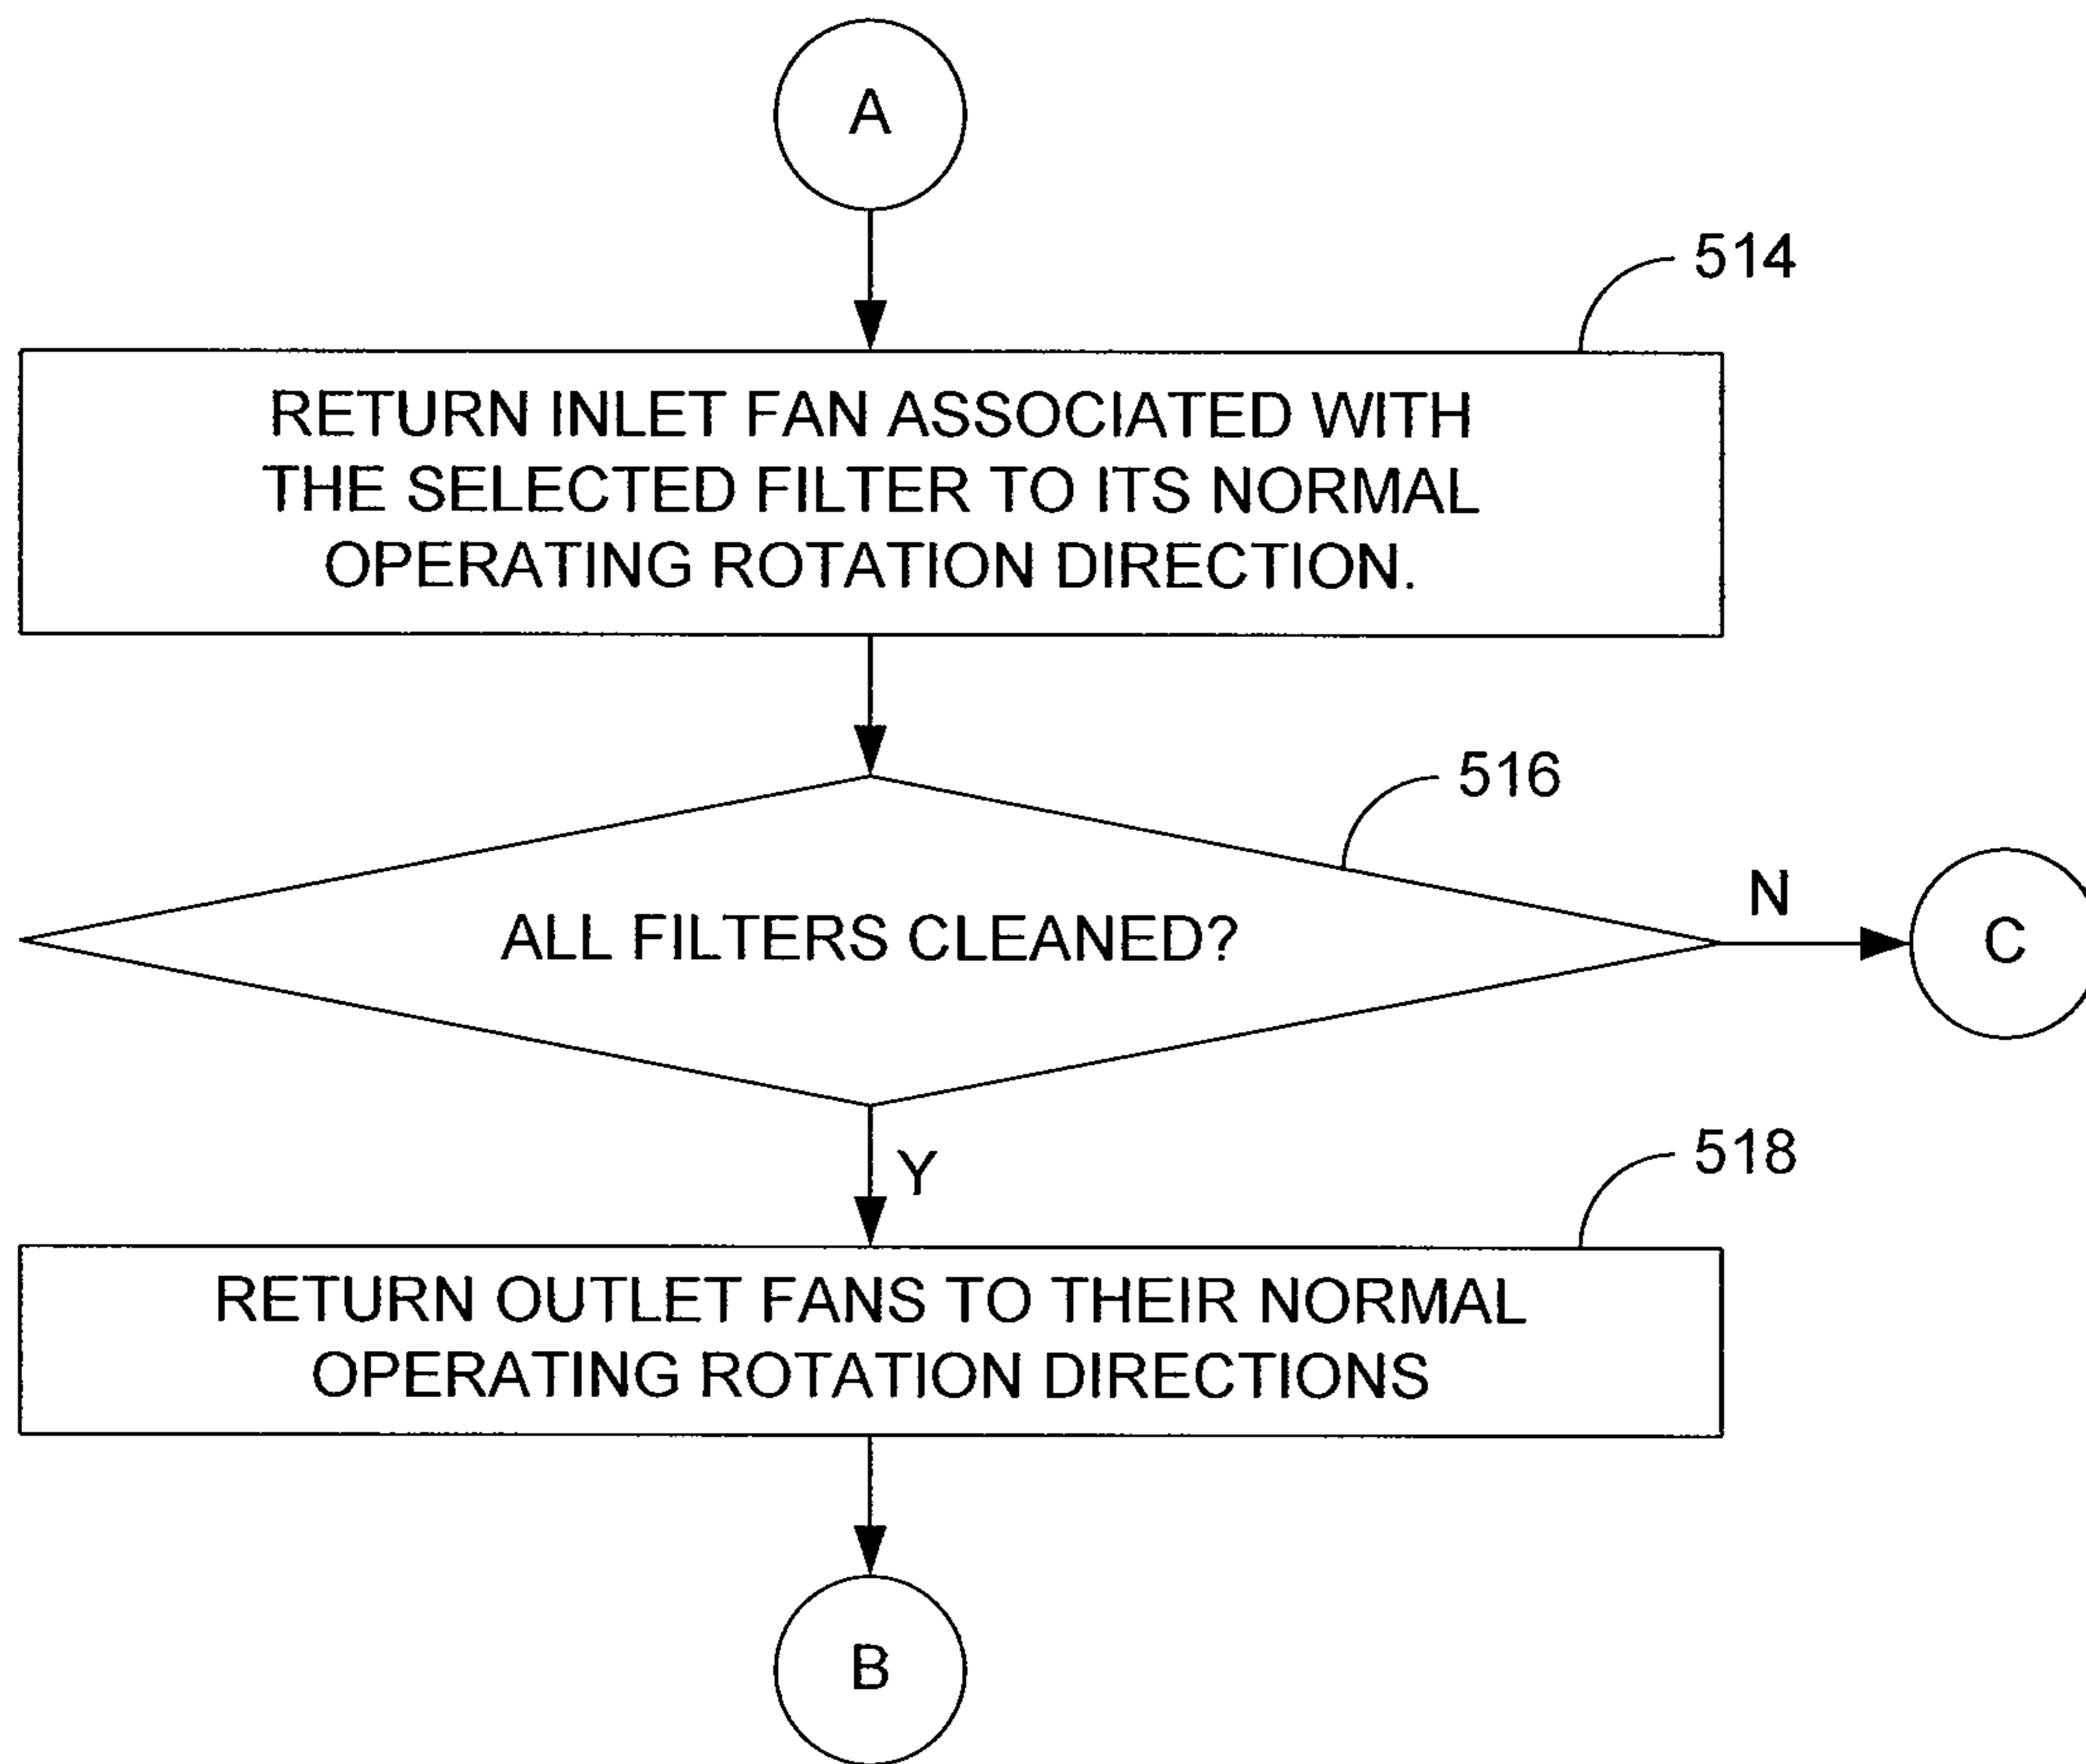 A
514
RETURN INLET FAN ASSOCIATED WITH
THE SELECTED FILTER TO ITS NORMAL
OPERATING ROTATION DIRECTION.
516
ALL FILTERS CLEANED?
N
C
Y
518
RETURN OUTLET FANS TO THEIR NORMAL
OPERATING ROTATION DIRECTIONS
B